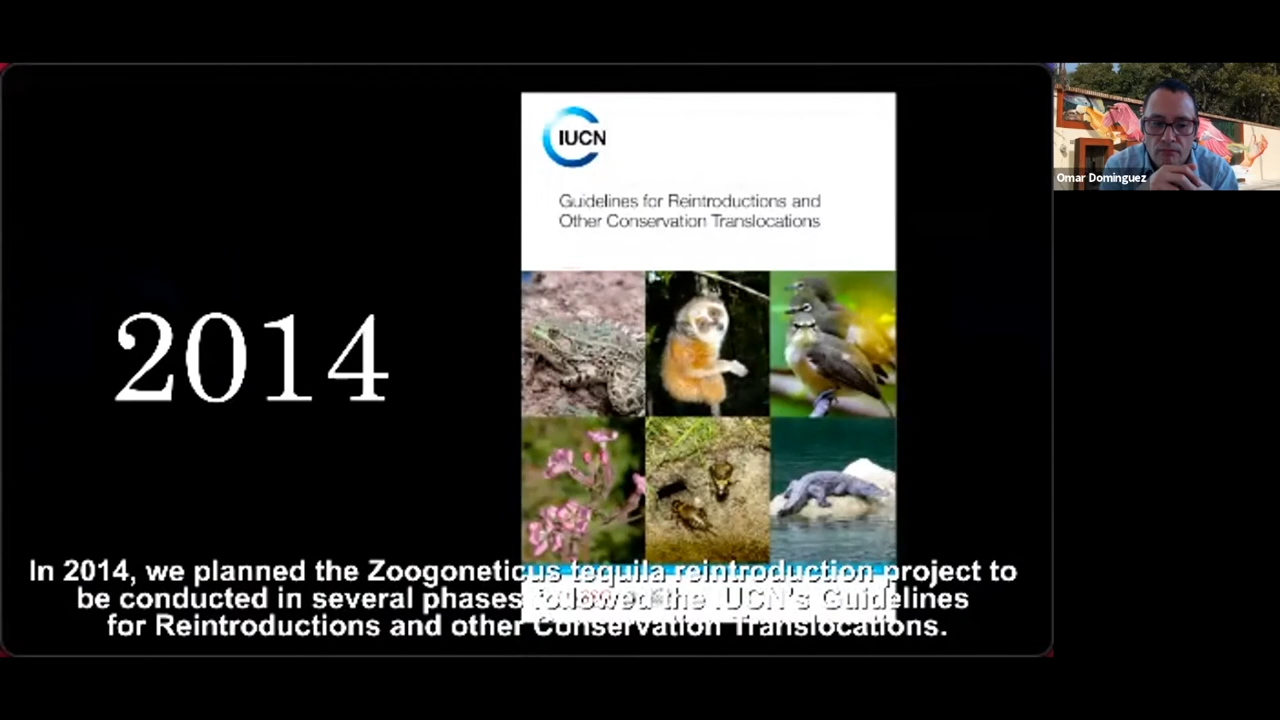 IUCN
Guidelines for Reintroductions and
Other Conservation Translocations
Omar Dominguez
2014
In 2014, we planned the Zoogoneticus tequila reintroduction project to
be conducted in several phases followed the IUCN's Guidelines
for Reintroductions and other Conservation Translocations.